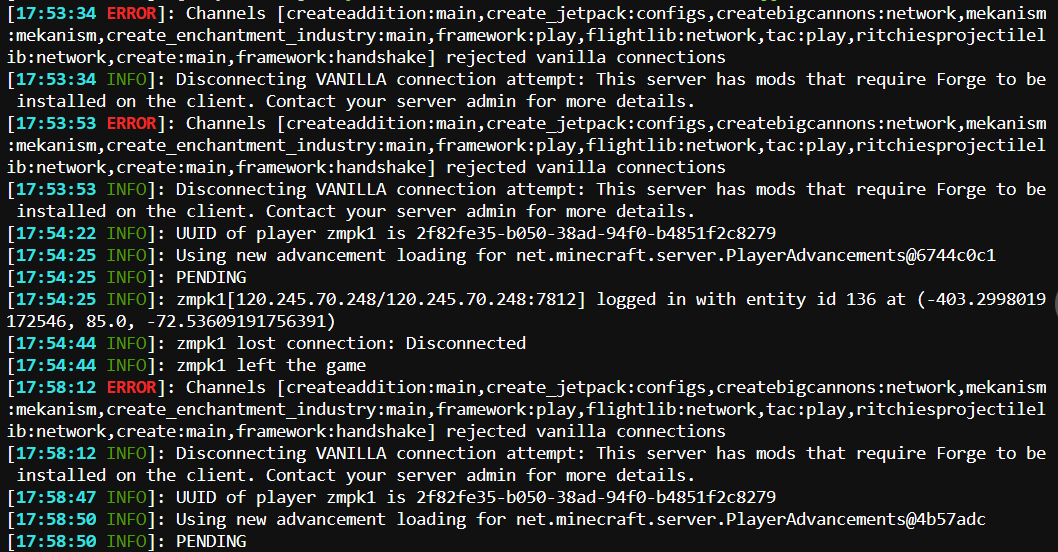 [17:53:34 ERROR]: Channels [createaddition:main,create_jetpack:configs,createbigcannons:network,mekanism
:mekanism,create_enchantment_industry:main,framework:play,flightlib:network,tac:play,ritchiesprojectilel
ib:network,create:main,framework:handshake] rejected vanilla connections
[17:53:34 INFO]: Disconnecting VANILLA connection attempt: This server has mods that require Forge to be
 installed on the client. Contact your server admin for more details.
[17:53:53 ERROR]: Channels [createaddition:main,create_jetpack:configs,createbigcannons:network,mekanism
:mekanism,create_enchantment_industry:main,framework:play,flightlib:network,tac:play,ritchiesprojectilel
ib:network,create:main,framework:handshake] rejected vanilla connections
[17:53:53 INFO]: Disconnecting VANILLA connection attempt: This server has mods that require Forge to be
 installed on the client. Contact your server admin for more details.
[17:54:22 INFO]: UUID of player zmpk1 is 2f82fe35-b050-38ad-94f0-b4851f2c8279
[17:54:25 INFO]: Using new advancement loading for net.minecraft.server.PlayerAdvancements@6744c0c1
[17:54:25 INFO]: PENDING
[17:54:25 INFO]: zmpk1[120.245.70.248/120.245.70.248:7812] logged in with entity id 136 at (-403.2998019
172546, 85.0, -72.53609191756391)
[17:54:44 INFO]: zmpk1 lost connection: Disconnected
[17:54:44 INFO]: zmpk1 left the game
[17:58:12 ERROR]: Channels [createaddition:main,create_jetpack:configs,createbigcannons:network,mekanism
:mekanism,create_enchantment_industry:main,framework:play,flightlib:network,tac:play,ritchiesprojectilel
ib:network,create:main,framework:handshake] rejected vanilla connections
[17:58:12 INFO]: Disconnecting VANILLA connection attempt: This server has mods that require Forge to be
 installed on the client. Contact your server admin for more details.
[17:58:47 INFO]: UUID of player zmpk1 is 2f82fe35-b050-38ad-94f0-b4851f2c8279
[17:58:50 INFO]: Using new advancement loading for net.minecraft.server.PlayerAdvancements@4b57adc
[17:58:50 INFO]: PENDING